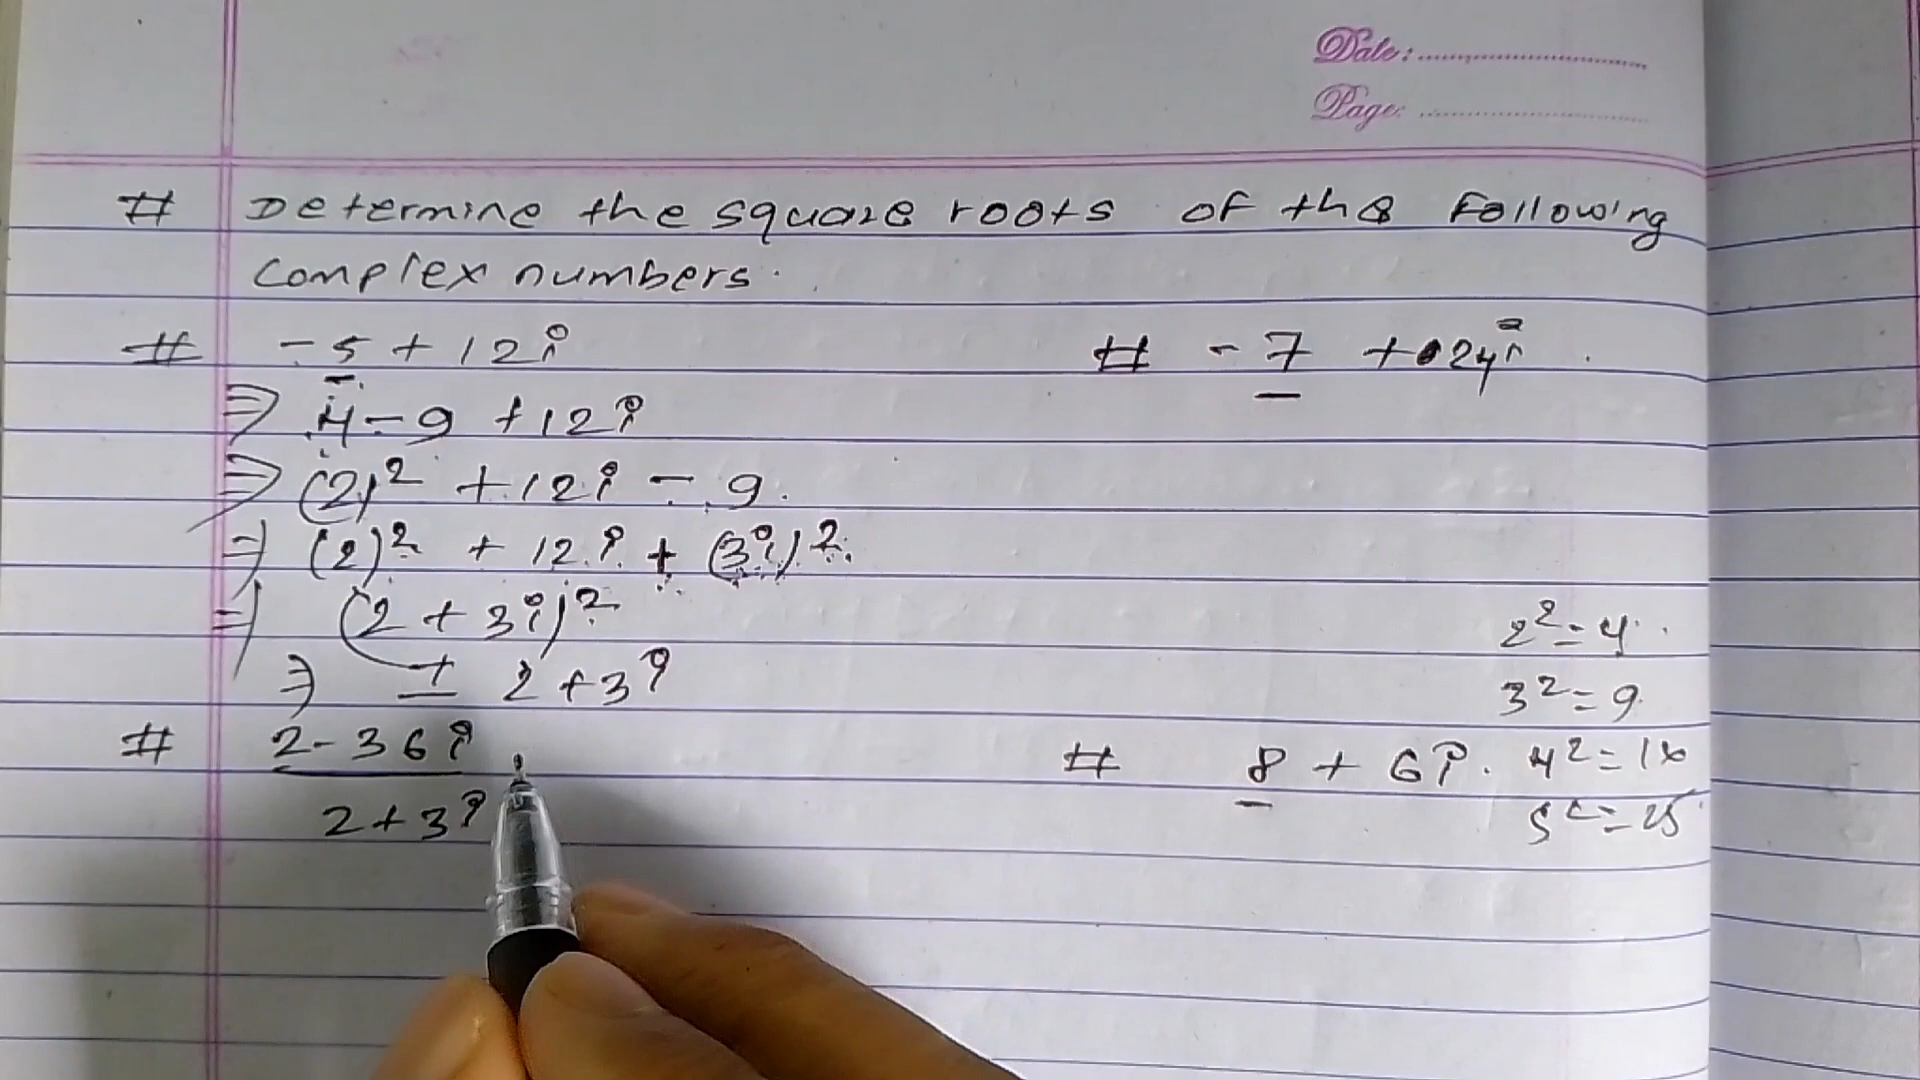 Date:
Page:
# Determine the square roots of the following
complex numbers.
# -5 + 12i
⇒ 4 - 9 + 12i
⇒ (2)² + 12i - 9.
⇒ (2)² + 12i + (3i)².
⇒ (2 + 3i)²
⇒ ± 2 + 3i
# 2 - 36i
2 + 3i
# -7 + 24i
2² = 4
3² = 9
# 8 + 6i.
4² = 16
5² = 25